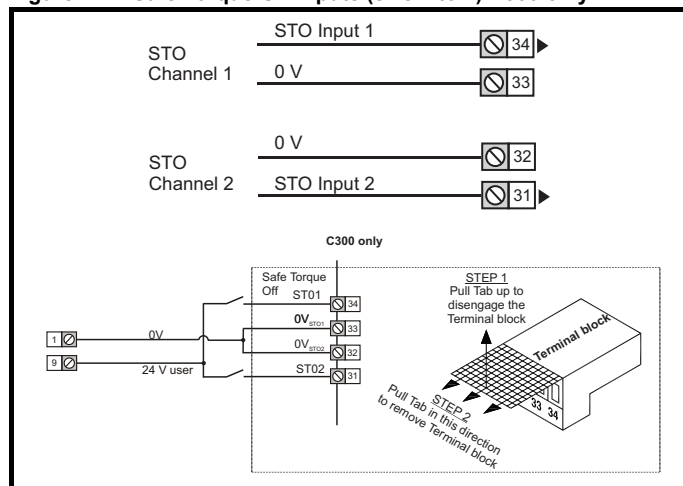 STO Input 1
34
STO
Channel 1
0 V
33
0 V
32
STO
Channel 2
STO Input 2
31
C300 only
Safe Torque
Off
ST01
34
0V STO1
33
0V STO2
32
ST02
31
1
0V
9
24 V user
STEP 1
Pull Tab up to
disengage the
Terminal block
Terminal block
33 34
STEP 2
Pull Tab in this direction
to remove Terminal block